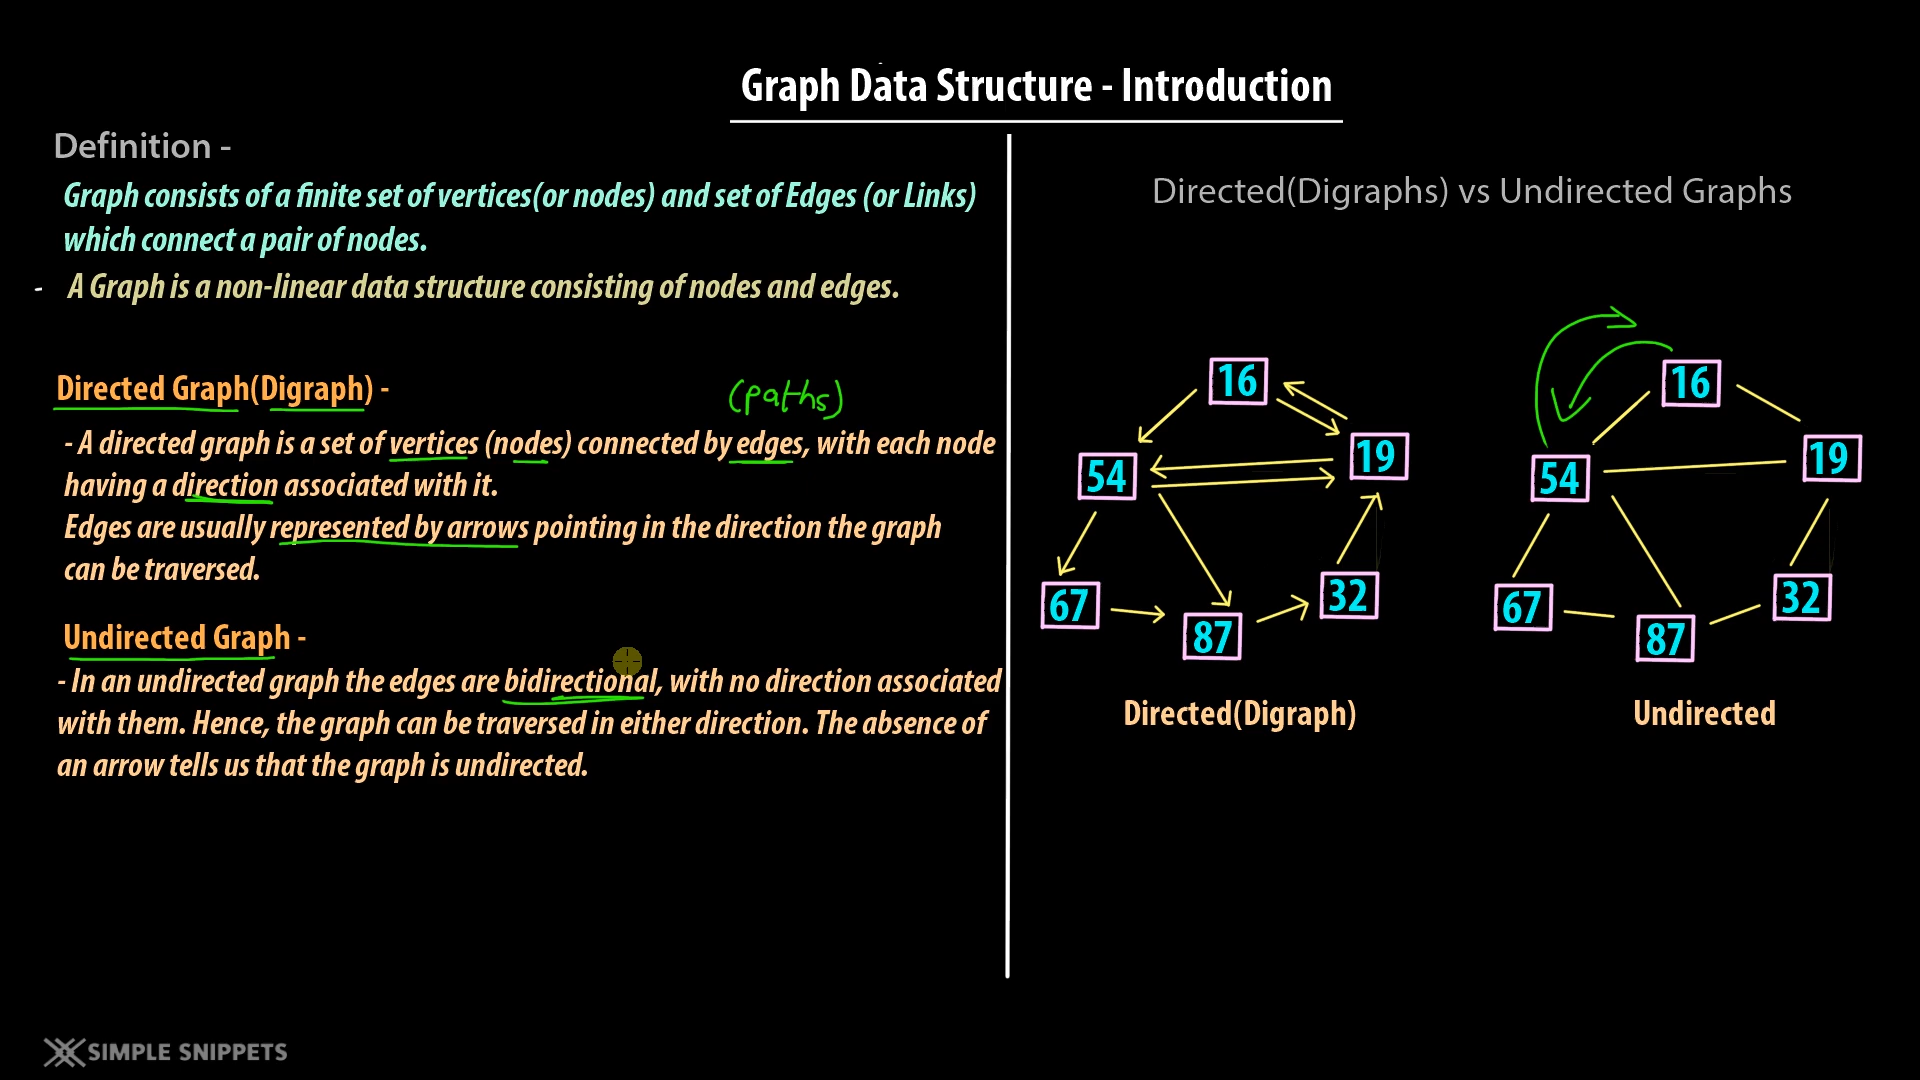 Graph Data Structure - Introduction
Definition -
Graph consists of a finite set of vertices(or nodes) and set of Edges (or Links)
which connect a pair of nodes.
- A Graph is a non-linear data structure consisting of nodes and edges.
Directed Graph(Digraph) -
(paths)
- A directed graph is a set of vertices (nodes) connected by edges, with each node
having a direction associated with it.
Edges are usually represented by arrows pointing in the direction the graph
can be traversed.
Undirected Graph -
- In an undirected graph the edges are bidirectional, with no direction associated
with them. Hence, the graph can be traversed in either direction. The absence of
an arrow tells us that the graph is undirected.
Directed(Digraphs) vs Undirected Graphs
16
19
54
67
87
32
Directed(Digraph)
16
19
54
67
87
32
Undirected
SIMPLE SNIPPETS